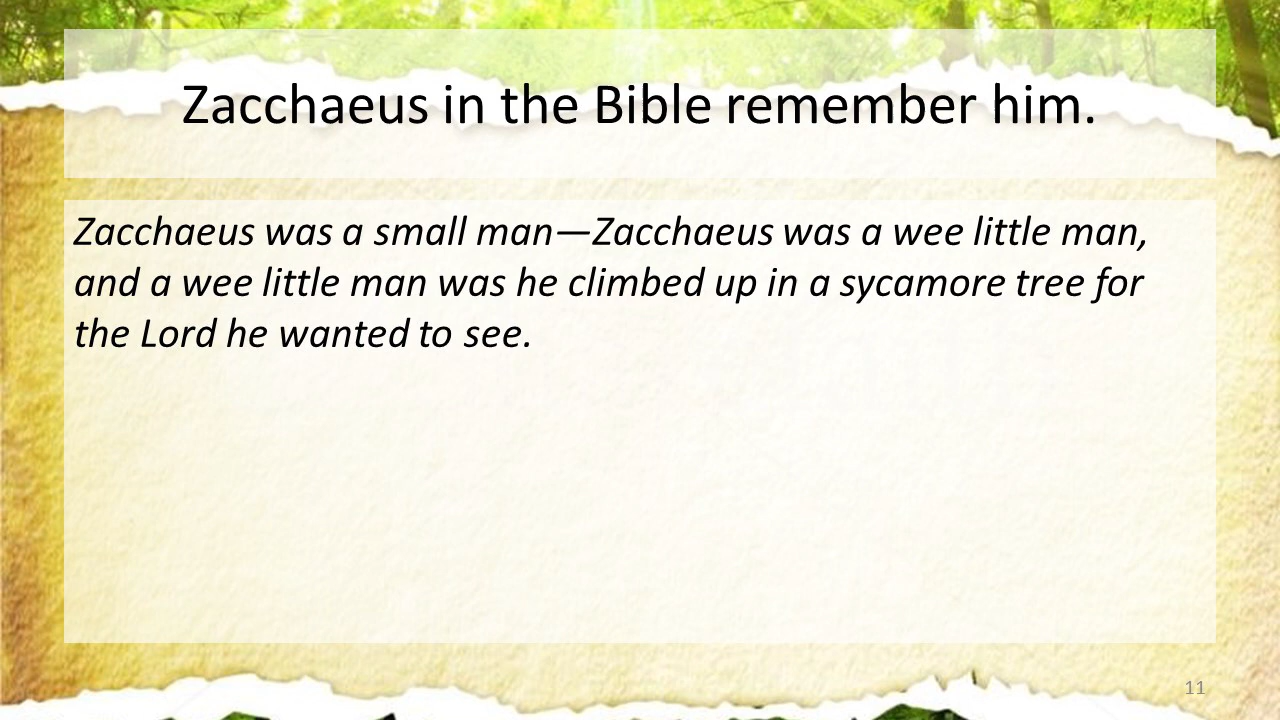 Zacchaeus in the Bible remember him.
Zacchaeus was a small man—Zacchaeus was a wee little man,
and a wee little man was he climbed up in a sycamore tree for
the Lord he wanted to see.
11